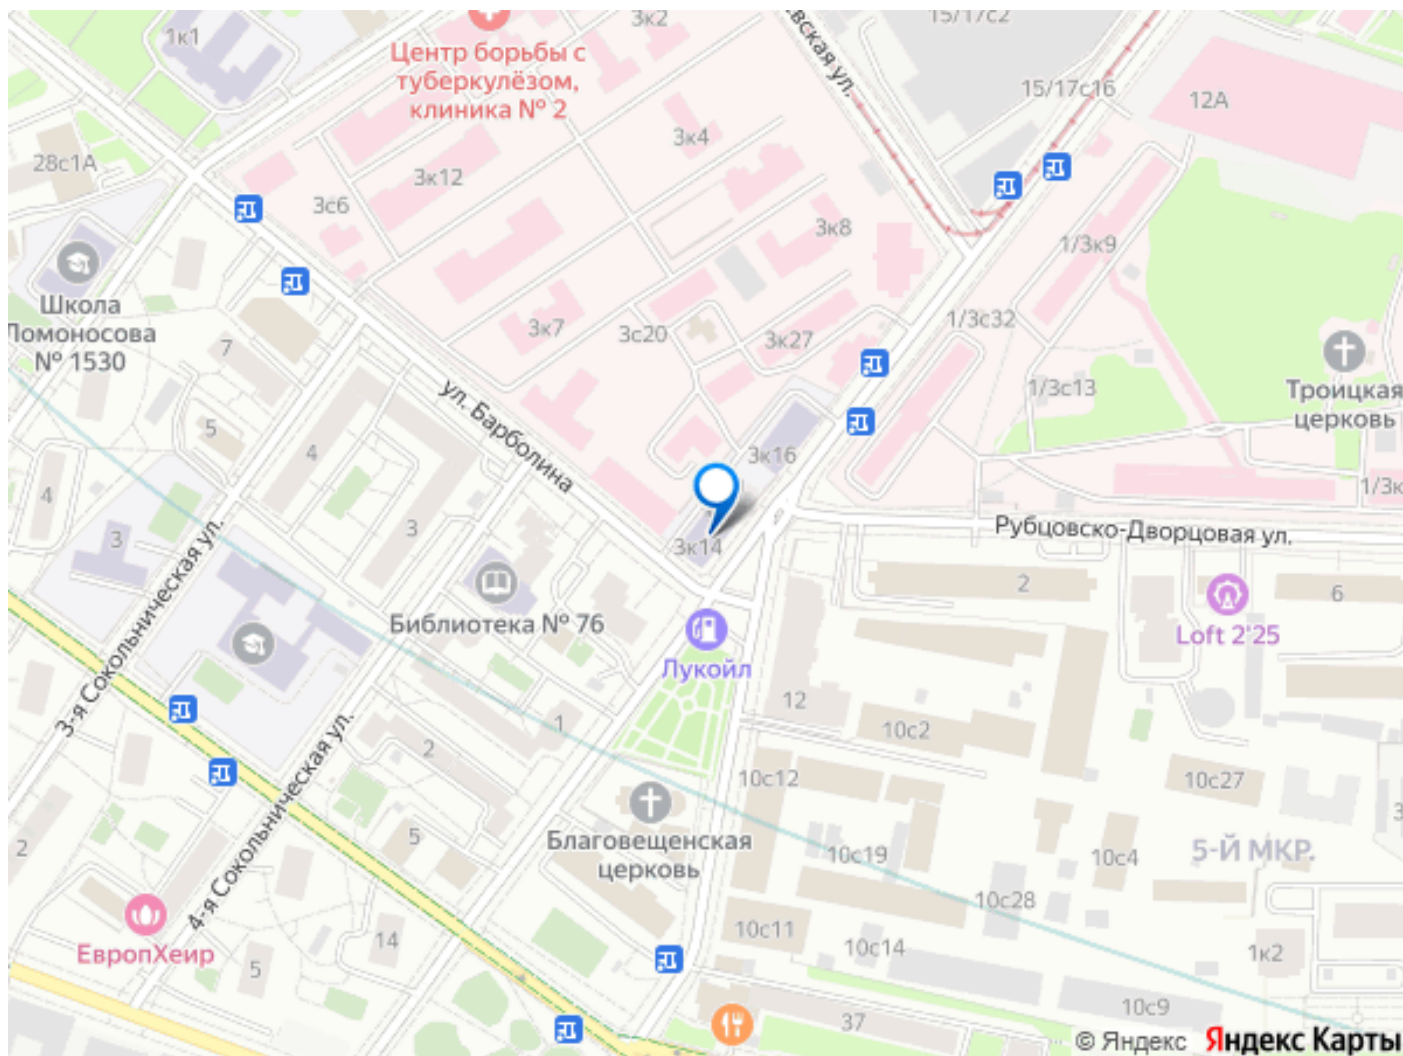 3к2
15/17с2
1к1
Центр борьбы с
туберкулёзом,
клиника № 2
евская ул.
15/17с16
12А
3к4
28с1А
3к12
3с6
3к8
1/3к9
Школа
Ломоносова
№ 1530
3к7
3с20
3к27
1/3с32
7
Троицкая
церковь
1/3с13
ул. Барболина
5
4
3к16
4
1/3к
3
3
3к14
Рубцовско-Дворцовая ул.
3-я Сокольническая ул.
Библиотека № 76
2
6
Loft 2'25
Лукойл
12
1
10с2
4-я Сокольническая ул.
2
10с12
10с27
Благовещенская
церковь
2
5
10с19
10с4
5-Й МКР.
3
10с28
ЕвропХеир
14
5
10с11
10с14
1к2
10с9
37
© Яндекс Яндекс Карты